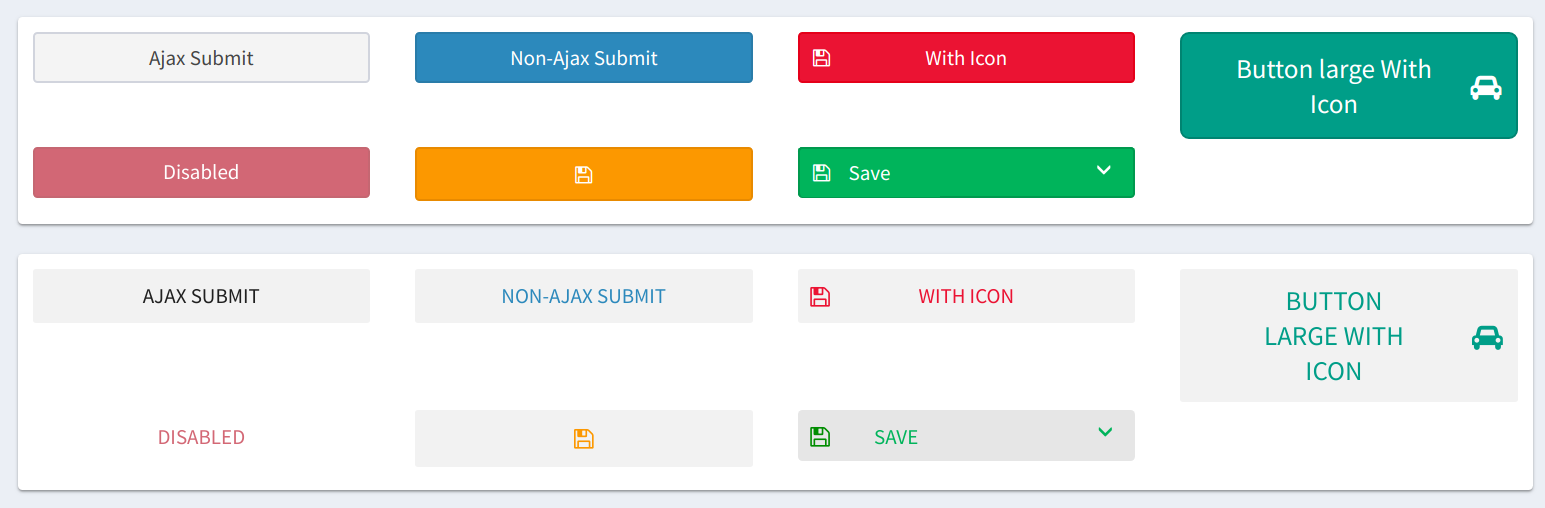 Ajax Submit
Non-Ajax Submit
With Icon
Button large With
Icon
Disabled
Save
AJAX SUBMIT
NON-AJAX SUBMIT
WITH ICON
BUTTON
LARGE WITH
ICON
DISABLED
SAVE